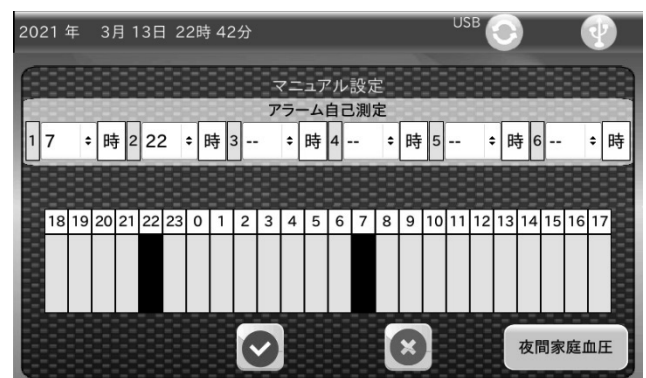 2021 年 3月 13日 22時 42分 USB
マニュアル設定
アラーム自己測定
1 7 時 2 22 時 3 -- 時 4 -- 時 5 -- 時 6 -- 時
18 19 20 21 22 23 0 1 2 3 4 5 6 7 8 9 10 11 12 13 14 15 16 17
夜間家庭血圧